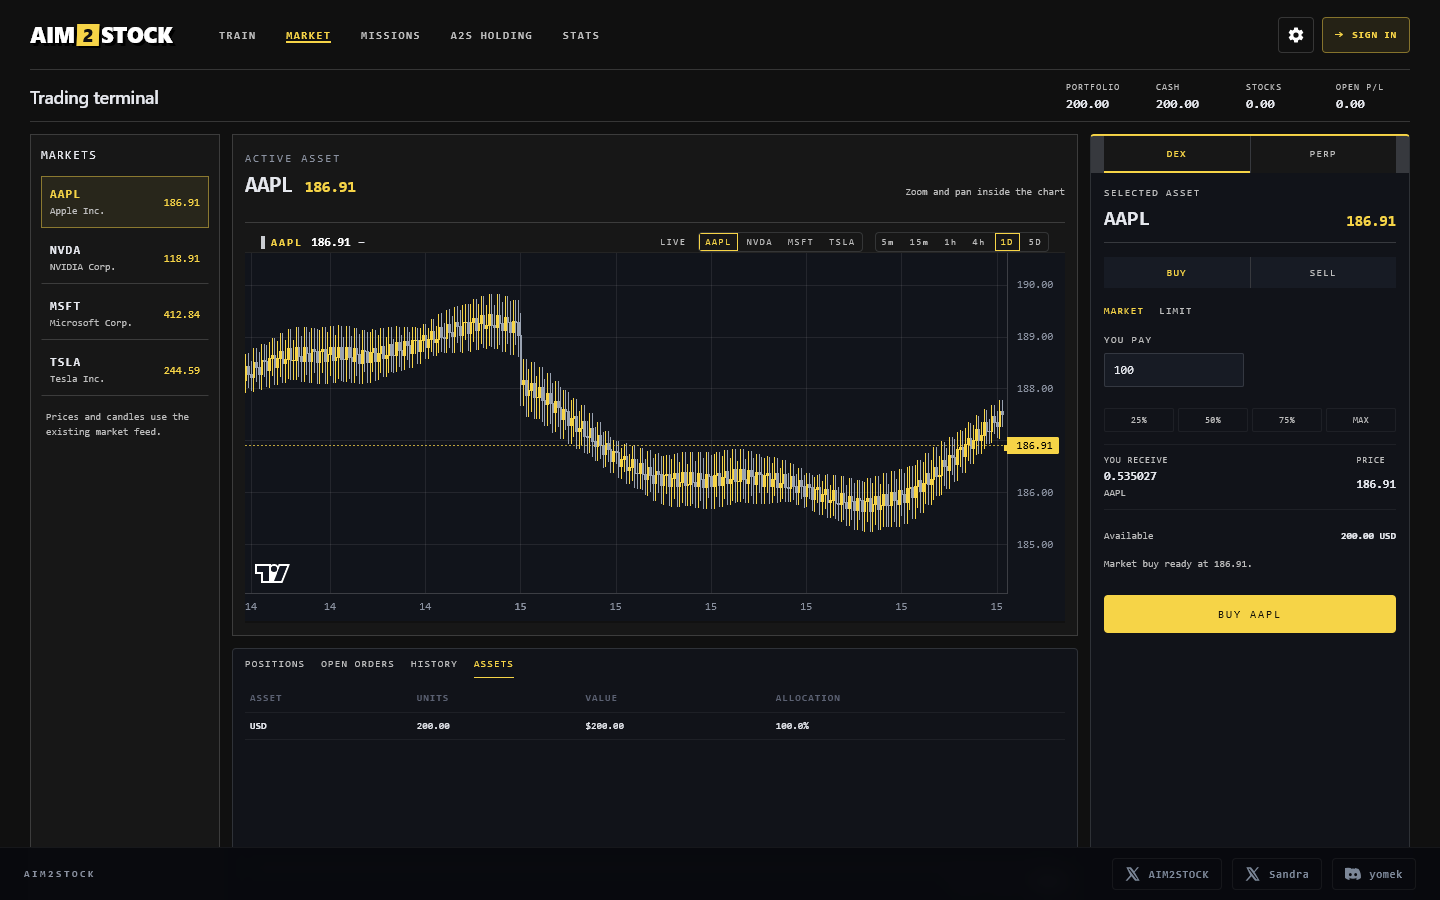 AIM2STOCK
TRAIN MARKET MISSIONS A2S HOLDING STATS
→ SIGN IN
Trading terminal
PORTFOLIO CASH STOCKS OPEN P/L
200.00 200.00 0.00 0.00
MARKETS
AAPL
Apple Inc.
186.91
NVDA
NVIDIA Corp.
118.91
MSFT
Microsoft Corp.
412.84
TSLA
Tesla Inc.
244.59
Prices and candles use the
existing market feed.
ACTIVE ASSET
AAPL 186.91
Zoom and pan inside the chart
AAPL 186.91 —
LIVE AAPL NVDA MSFT TSLA 5m 15m 1h 4h 1D 5D
190.00
189.00
188.00
186.91
186.00
185.00
14 14 14 15 15 15 15 15 15
POSITIONS OPEN ORDERS HISTORY ASSETS
ASSET UNITS VALUE ALLOCATION
USD 200.00 $200.00 100.0%
DEX PERP
SELECTED ASSET
AAPL 186.91
BUY SELL
MARKET LIMIT
YOU PAY
100
25% 50% 75% MAX
YOU RECEIVE PRICE
0.535027
186.91
AAPL
Available 200.00 USD
Market buy ready at 186.91.
BUY AAPL
AIM2STOCK
AIM2STOCK Sandra yomek